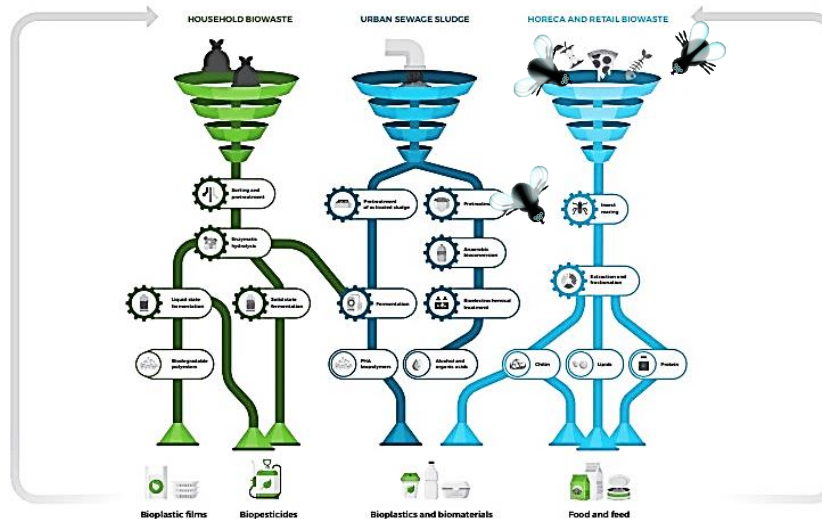 HOUSEHOLD BIOWASTE
URBAN SEWAGE SLUDGE
HORECA AND RETAIL BIOWASTE
Sorting and
pretreatment
Enzymatic
hydrolysis
Liquid state
fermentation
Solid state
fermentation
Biodegradable
polymers
Pretreatment
of activated sludge
Fermentation
PHA
biopolymers
Anaerobic
bioconversion
Bioelectrochemical
treatment
Alcohol and
organic acids
Insect
rearing
Extraction and
fractionation
Chitin
Lipids
Protein
Bioplastic films
Biopesticides
Bioplastics and biomaterials
Food and feed